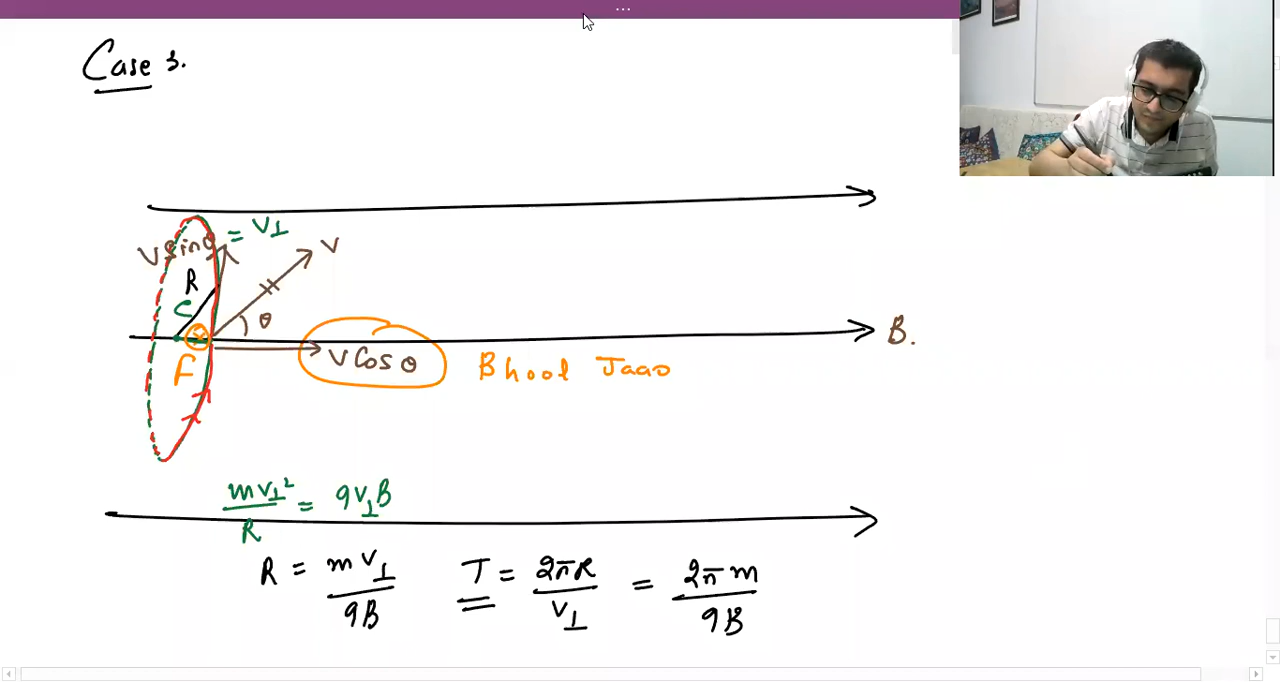 Case 3.
V Sinθ = V⊥
V
R
C
θ
B.
F
V Cos θ
Bhool Jaao
mv⊥²/R = qv⊥B
R = mv⊥/qB
T = 2πR/v⊥ = 2πm/qB